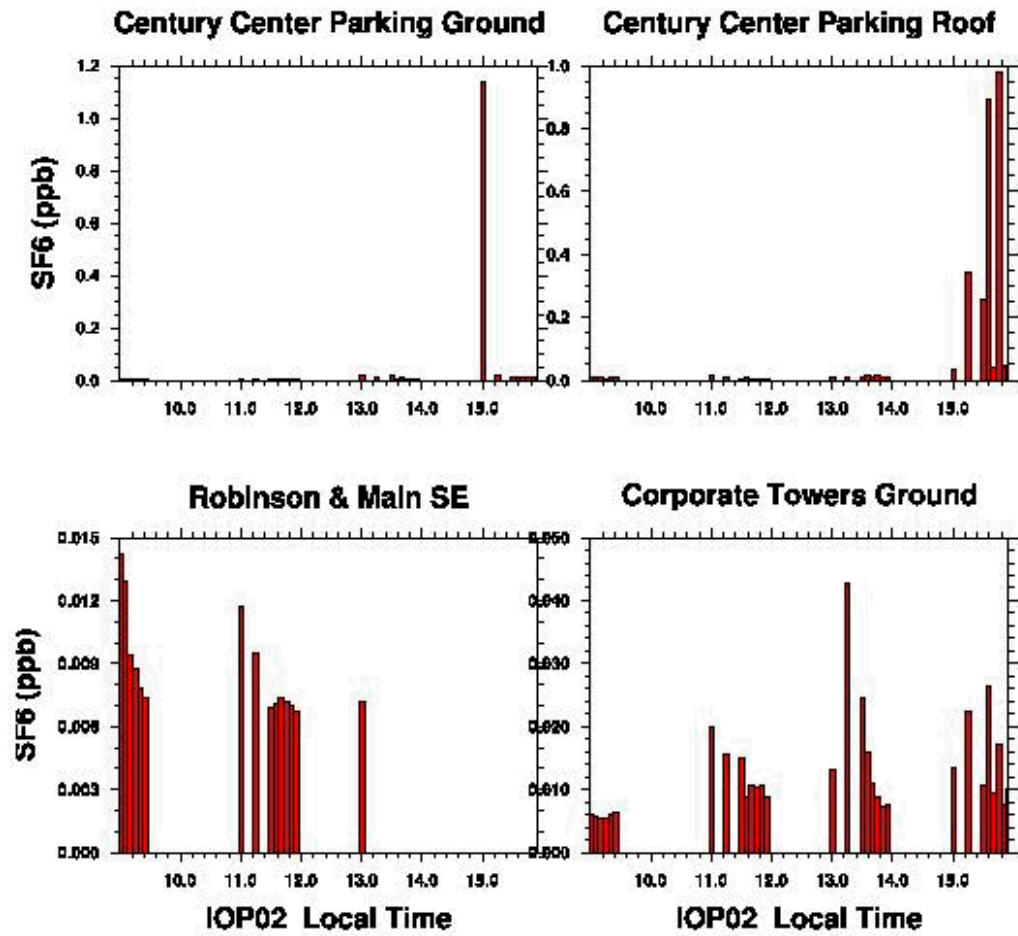 Century Center Parking Ground
Century Center Parking Roof
SF6 (ppb)
1.2
1.0
0.8
0.6
0.4
0.2
0.0
10.0 11.0 12.0 13.0 14.0 15.0
1.0
0.8
0.6
0.4
0.2
0.0
10.0 11.0 12.0 13.0 14.0 15.0
Robinson & Main SE
Corporate Towers Ground
SF6 (ppb)
0.015
0.012
0.009
0.006
0.003
0.000
10.0 11.0 12.0 13.0 14.0 15.0
IOP02 Local Time
0.050
0.040
0.030
0.020
0.010
0.000
10.0 11.0 12.0 13.0 14.0 15.0
IOP02 Local Time